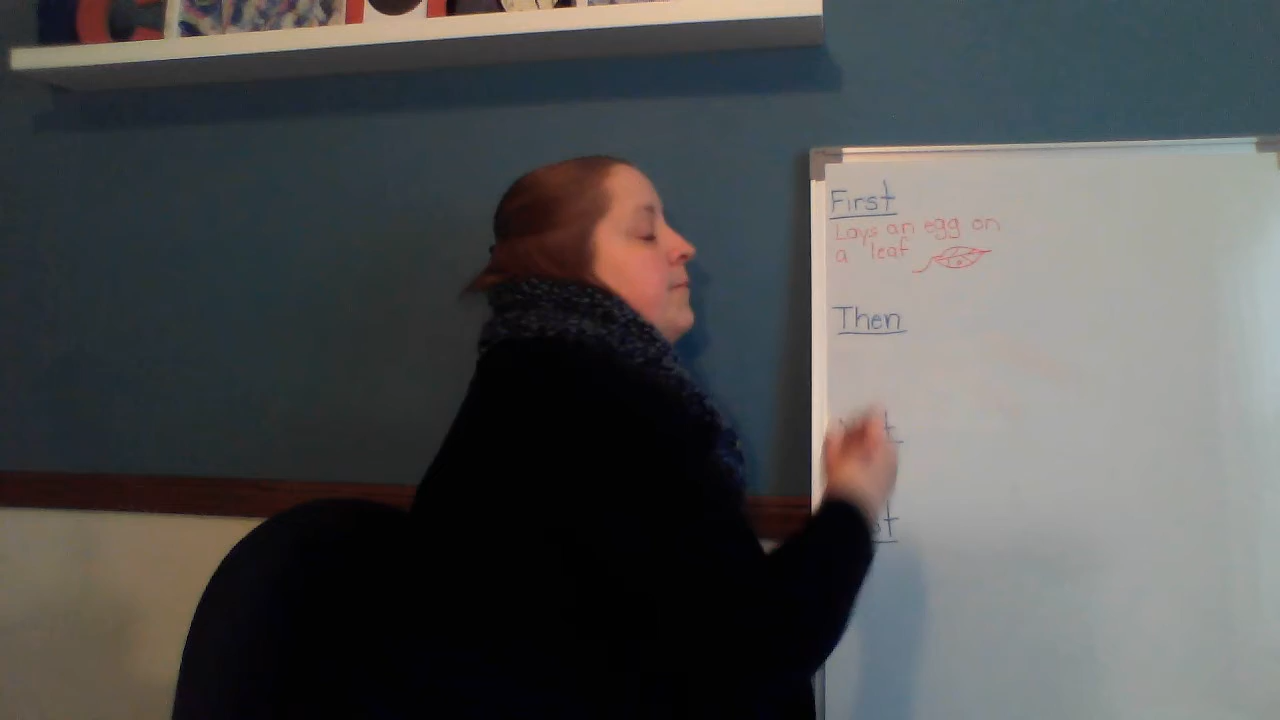 First
Lays an egg on
a leaf
Then